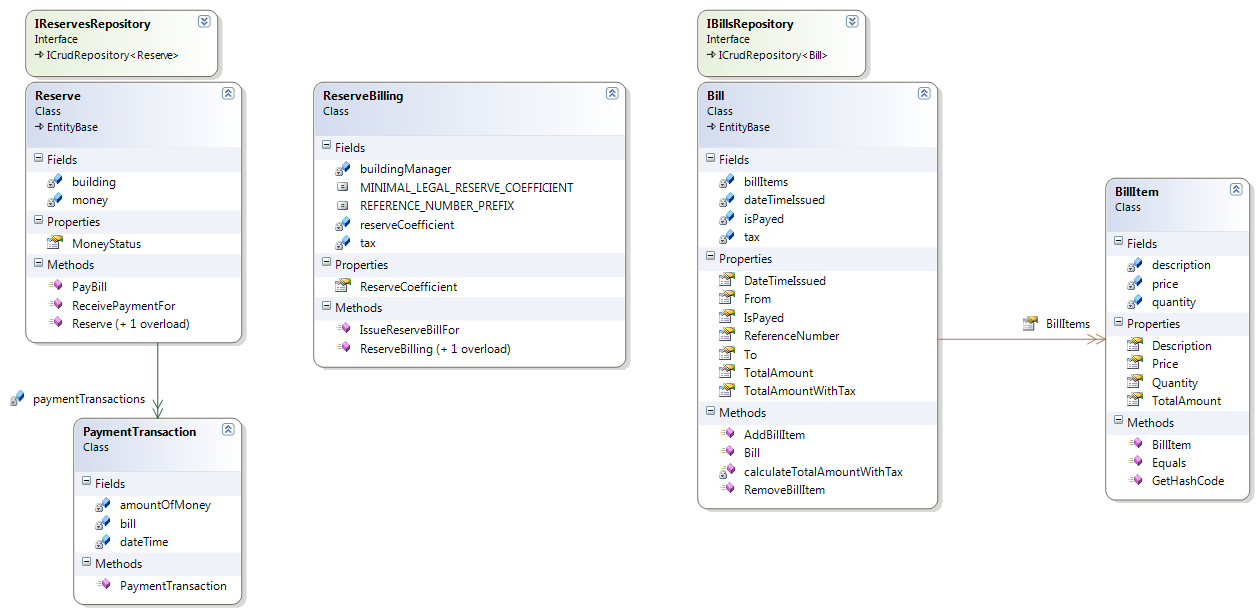 IReservesRepository
Interface
ICrudRepository<Reserve>
Reserve
Class
EntityBase
Fields
building
money
Properties
MoneyStatus
Methods
PayBill
ReceivePaymentFor
Reserve (+ 1 overload)
paymentTransactions
PaymentTransaction
Class
Fields
amountOfMoney
bill
dateTime
Methods
PaymentTransaction
ReserveBilling
Class
Fields
buildingManager
MINIMAL_LEGAL_RESERVE_COEFFICIENT
REFERENCE_NUMBER_PREFIX
reserveCoefficient
tax
Properties
ReserveCoefficient
Methods
IssueReserveBillFor
ReserveBilling (+ 1 overload)
IBillsRepository
Interface
ICrudRepository<Bill>
Bill
Class
EntityBase
Fields
billItems
dateTimeIssued
isPayed
tax
Properties
DateTimeIssued
From
IsPayed
ReferenceNumber
To
TotalAmount
TotalAmountWithTax
Methods
AddBillItem
Bill
calculateTotalAmountWithTax
RemoveBillItem
BillItems
BillItem
Class
Fields
description
price
quantity
Properties
Description
Price
Quantity
TotalAmount
Methods
BillItem
Equals
GetHashCode